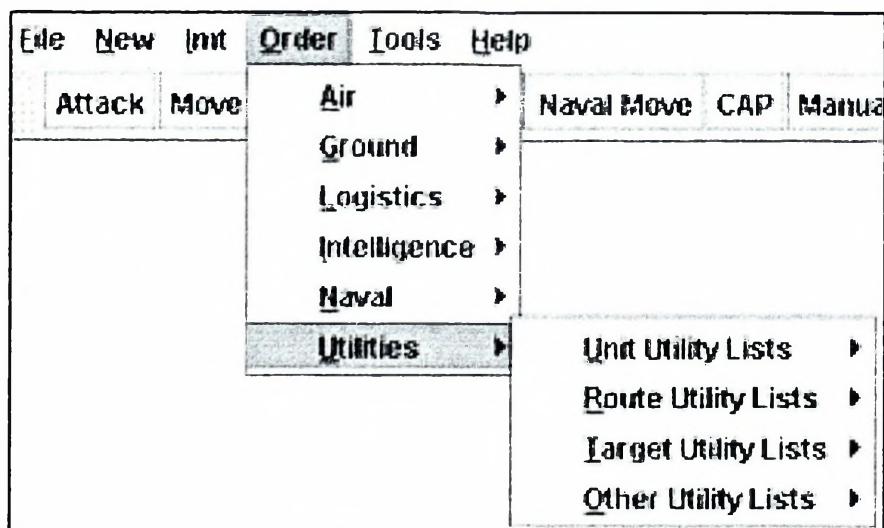 File New Imt Order Tools Help
Attack Move Naval Move CAP Manua
Air
Ground
Logistics
Intelligence
Naval
Utilities
Unit Utility Lists
Route Utility Lists
Target Utility Lists
Other Utility Lists